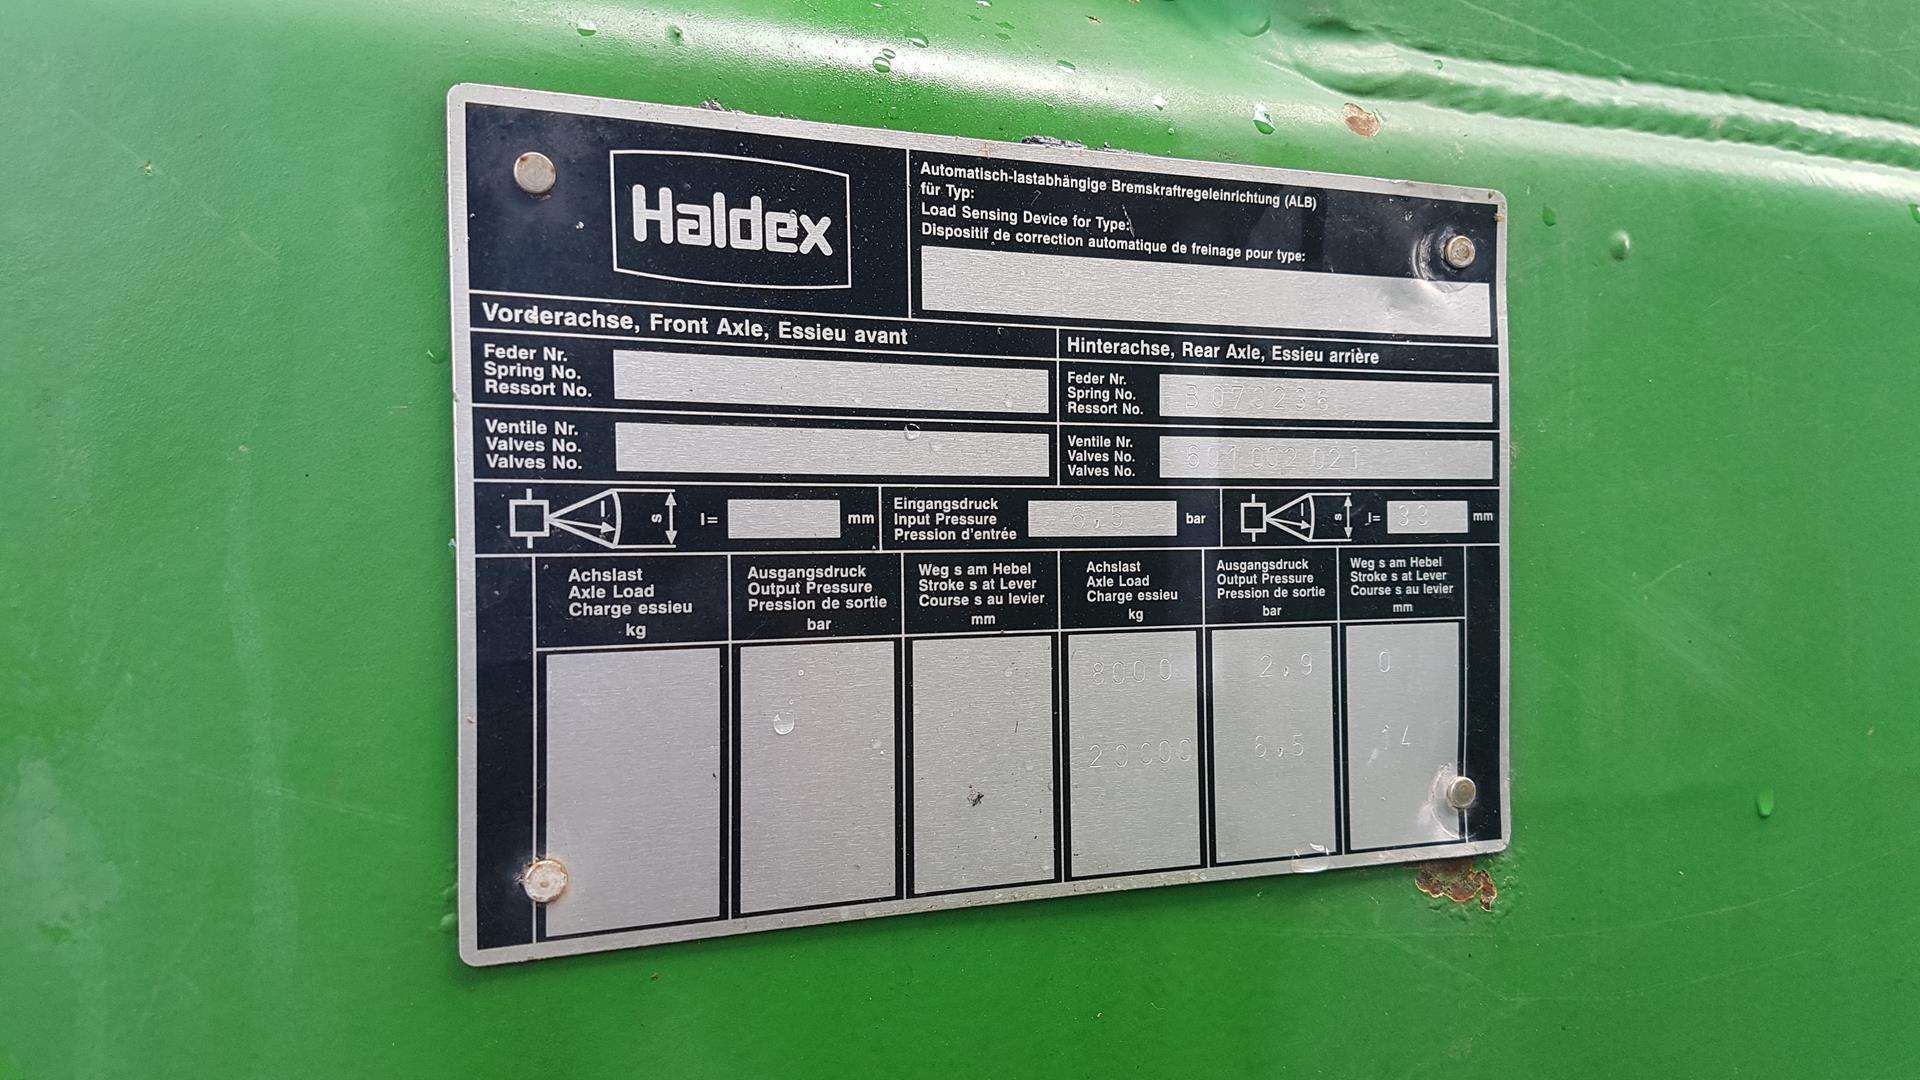 Haldex
Automatisch-lastabhängige Bremskraftregeleinrichtung (ALB)
für Typ:
Load Sensing Device for Type:
Dispositif de correction automatique de freinage pour type:
Vorderachse, Front Axle, Essieu avant
Feder Nr.
Spring No.
Ressort No.
Ventile Nr.
Valves No.
Valves No.
Hinterachse, Rear Axle, Essieu arrière
Feder Nr.
Spring No.
Ressort No.
B 073236
Ventile Nr.
Valves No.
Valves No.
601 002 021
s l= mm
Eingangsdruck
Input Pressure
Pression d'entrée
6,5 bar
s l= 33 mm
Achslast
Axle Load
Charge essieu
kg
Ausgangsdruck
Output Pressure
Pression de sortie
bar
Weg s am Hebel
Stroke s at Lever
Course s au levier
mm
Achslast
Axle Load
Charge essieu
kg
Ausgangsdruck
Output Pressure
Pression de sortie
bar
Weg s am Hebel
Stroke s at Lever
Course s au levier
mm
8000 2,9 0
20000 6,5